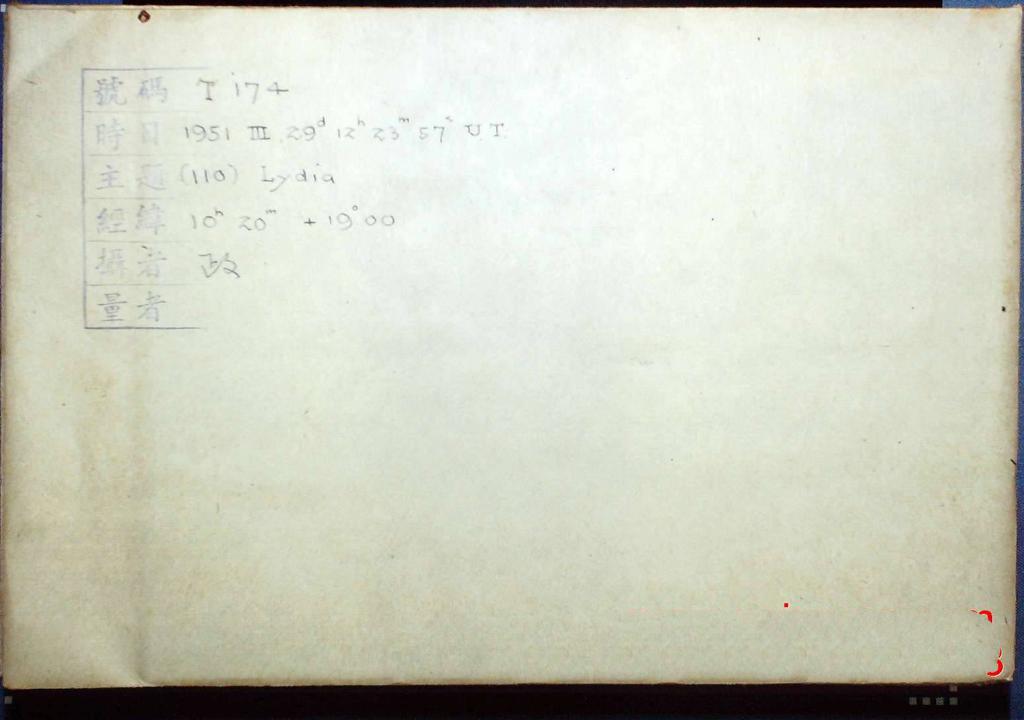 號碼 T 174
時日 1951 III 29ᵈ 12ʰ 23ᵐ 57ˢ U.T.
主題 (110) Lydia
經緯 10ʰ 20ᵐ +19°00
攝者 政
量者